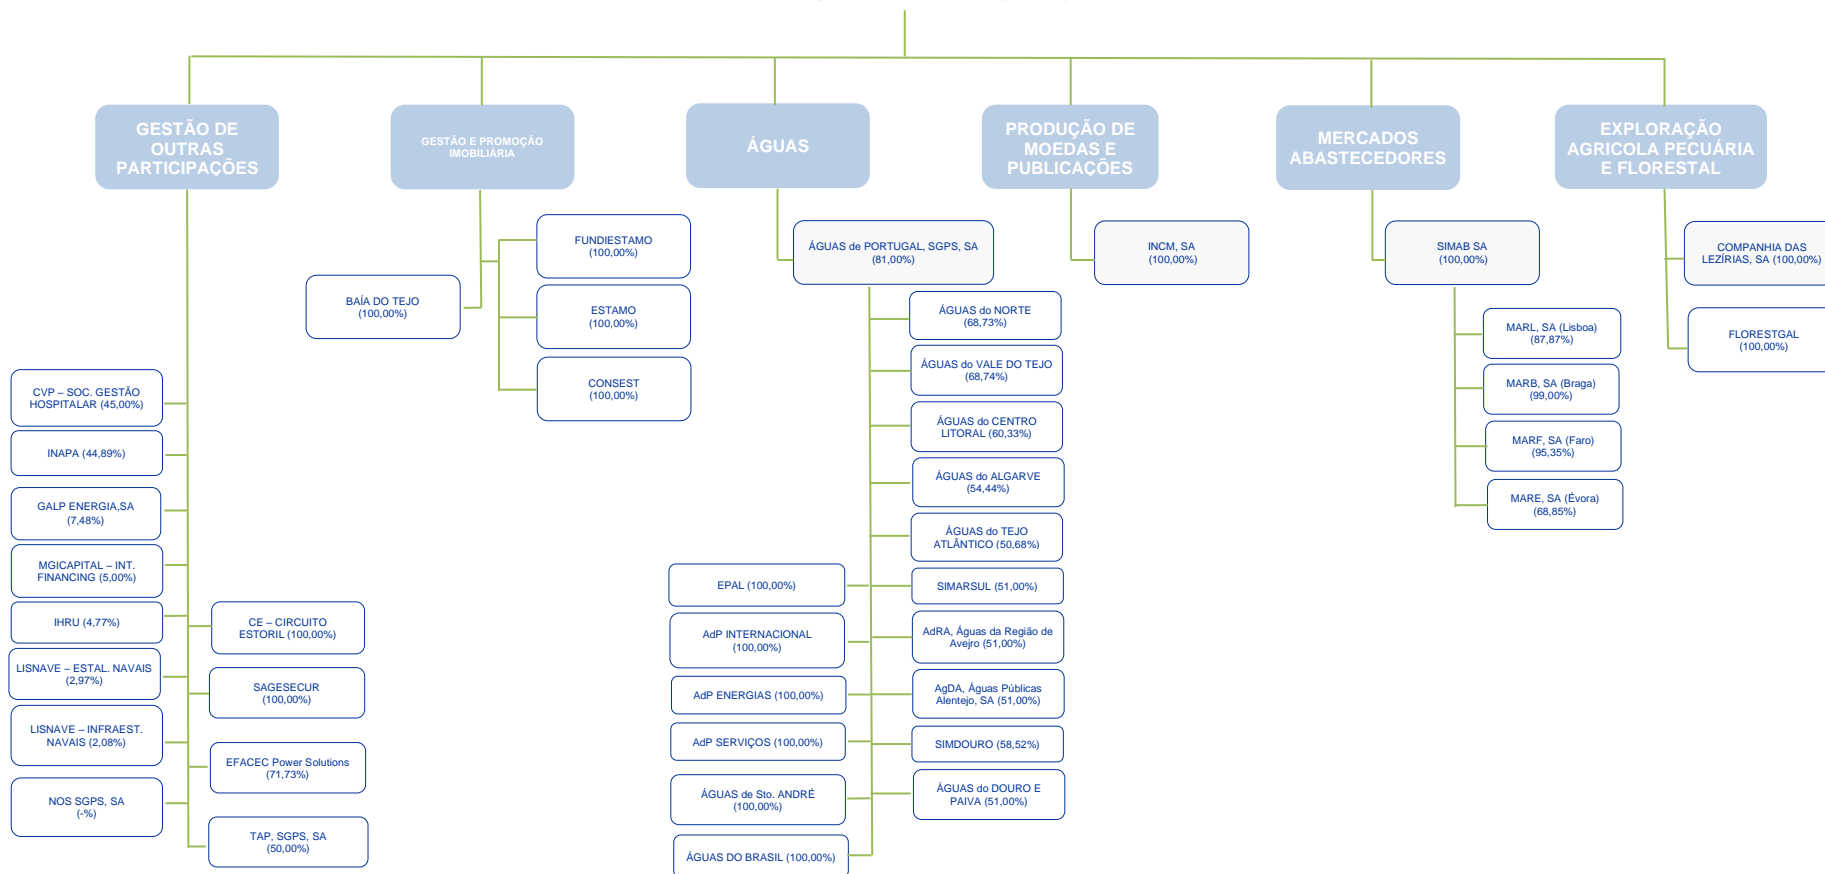 GESTÃO DE
OUTRAS
PARTICIPAÇÕES
GESTÃO E PROMOÇÃO
IMOBILIÁRIA
ÁGUAS
PRODUÇÃO DE
MOEDAS E
PUBLICAÇÕES
MERCADOS
ABASTECEDORES
EXPLORAÇÃO
AGRICOLA PECUÁRIA
E FLORESTAL
CVP – SOC. GESTÃO
HOSPITALAR (45,00%)
INAPA (44,89%)
GALP ENERGIA,SA
(7,48%)
MGICAPITAL – INT.
FINANCING (5,00%)
IHRU (4,77%)
LISNAVE – ESTAL. NAVAIS
(2,97%)
LISNAVE – INFRAEST.
NAVAIS (2,08%)
NOS SGPS, SA
(-%)
CE – CIRCUITO
ESTORIL (100,00%)
SAGESECUR
(100,00%)
EFACEC Power Solutions
(71,73%)
TAP, SGPS, SA
(50,00%)
BAÍA DO TEJO
(100,00%)
FUNDIESTAMO
(100,00%)
ESTAMO
(100,00%)
CONSEST
(100,00%)
ÁGUAS de PORTUGAL, SGPS, SA
(81,00%)
ÁGUAS do NORTE
(68,73%)
ÁGUAS do VALE DO TEJO
(68,74%)
ÁGUAS do CENTRO
LITORAL (60,33%)
ÁGUAS do ALGARVE
(54,44%)
ÁGUAS do TEJO
ATLÂNTICO (50,68%)
SIMARSUL (51,00%)
AdRA, Águas da Região de
Avejro (51,00%)
AgDA, Águas Públicas
Alentejo, SA (51,00%)
SIMDOURO (58,52%)
ÁGUAS do DOURO E
PAIVA (51,00%)
EPAL (100,00%)
AdP INTERNACIONAL
(100,00%)
AdP ENERGIAS (100,00%)
AdP SERVIÇOS (100,00%)
ÁGUAS de Sto. ANDRÉ
(100,00%)
ÁGUAS DO BRASIL (100,00%)
INCM, SA
(100,00%)
SIMAB SA
(100,00%)
MARL, SA (Lisboa)
(87,87%)
MARB, SA (Braga)
(99,00%)
MARF, SA (Faro)
(95,35%)
MARE, SA (Évora)
(68,85%)
COMPANHIA DAS
LEZÍRIAS, SA (100,00%)
FLORESTGAL
(100,00%)